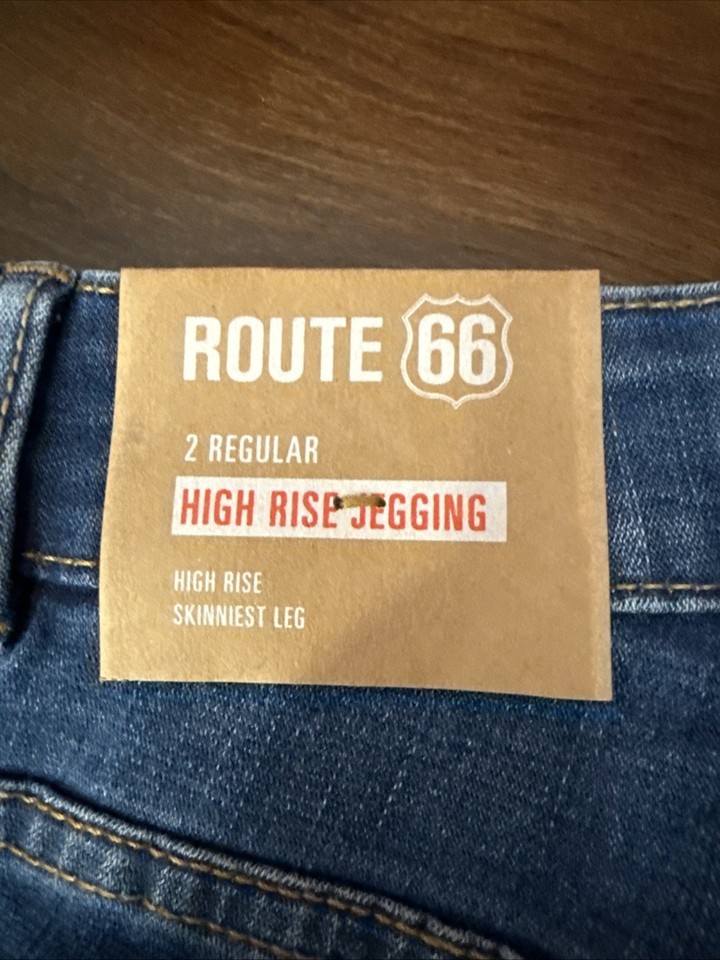 ROUTE 66
2 REGULAR
HIGH RISE JEGGING
HIGH RISE
SKINNIEST LEG